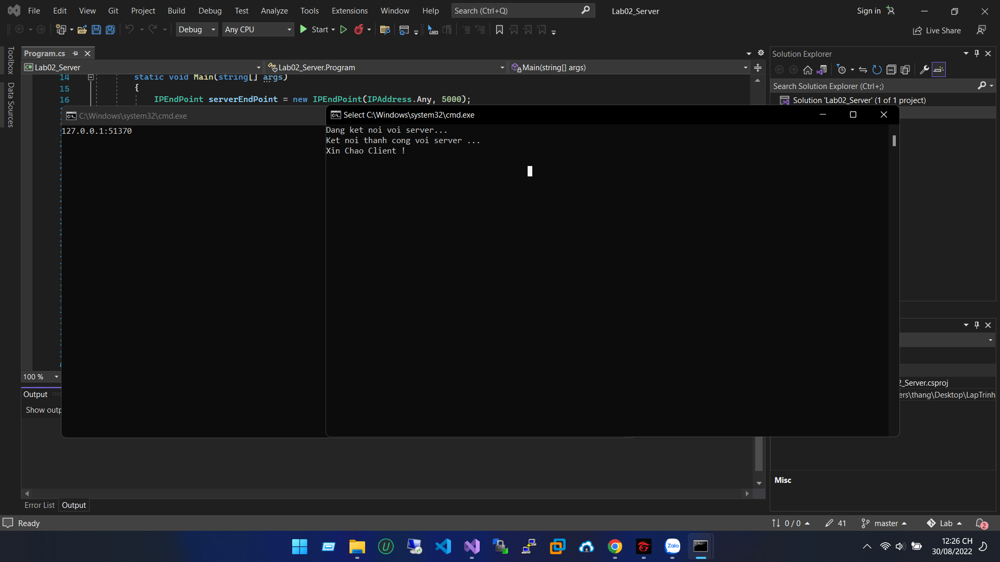 File Edit View Git Project Build Debug Test Analyze Tools Extensions Window Help Search (Ctrl+Q) Lab02_Server Sign in
Debug Any CPU Start Live Share
Toolbox
Data Sources
Program.cs
Lab02_Server Lab02_Server.Program Main(string[] args)
14 static void Main(string[] args)
15 {
16 IPEndPoint serverEndPoint = new IPEndPoint(IPAddress.Any, 5000);
C:\Windows\system32\cmd.exe
127.0.0.1:51370
Select C:\Windows\system32\cmd.exe
Dang ket noi voi server...
Ket noi thanh cong voi server ...
Xin Chao Client !
Solution Explorer
Search Solution Explorer (Ctrl+;)
Solution 'Lab02_Server' (1 of 1 project)
2_Server.csproj
ers\thang\Desktop\LapTrinh
Misc
100 %
Output
Show outp
Error List Output
Ready 0 / 0 41 master Lab 2
Zalo
12:26 CH
30/08/2022